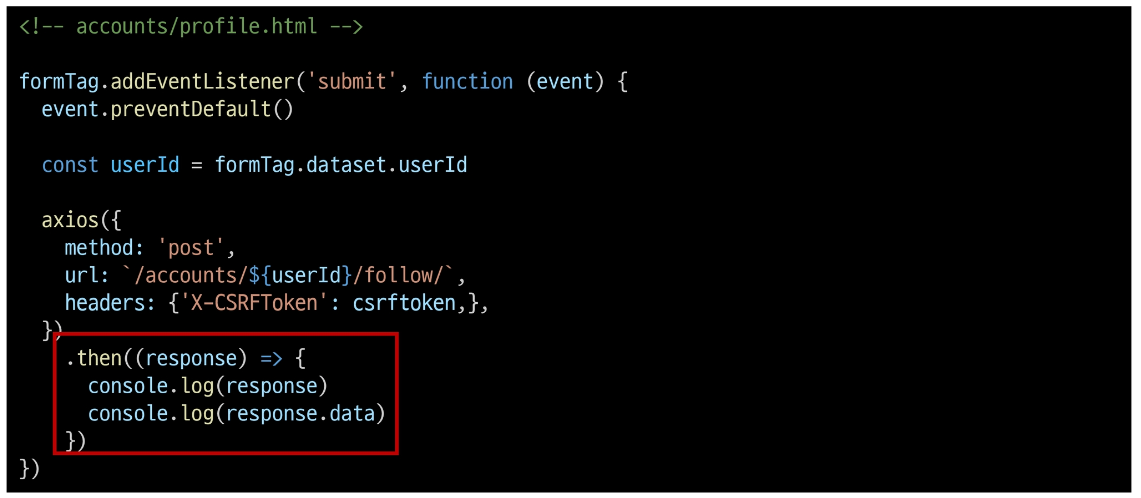 <!-- accounts/profile.html -->
formTag.addEventListener('submit', function (event) {
event.preventDefault()
const userId = formTag.dataset.userId
axios({
method: 'post',
url: `/accounts/${userId}/follow/`,
headers: {'X-CSRFToken': csrftoken,},
})
.then((response) => {
console.log(response)
console.log(response.data)
})
})